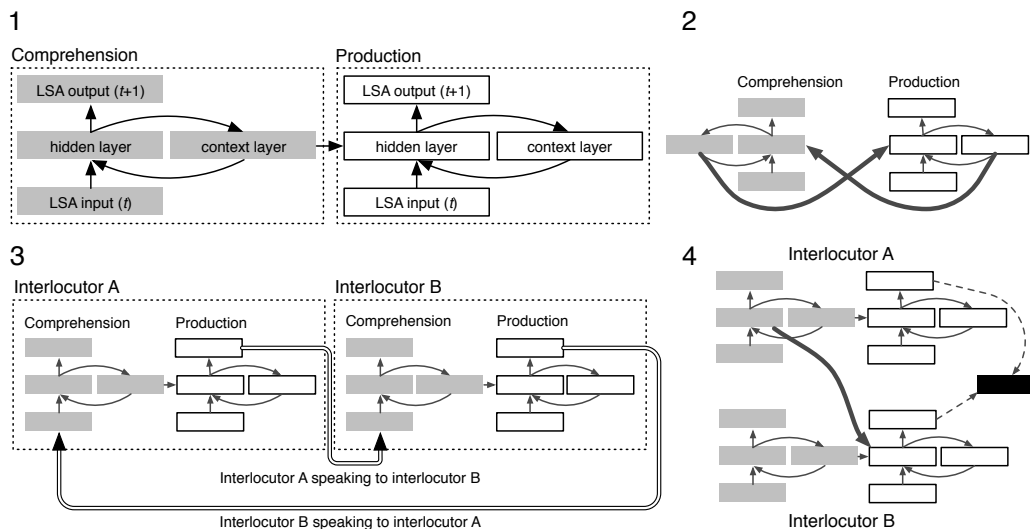 1
Comprehension
Production
LSA output (t+1)
LSA output (t+1)
hidden layer
context layer
hidden layer
context layer
LSA input (t)
LSA input (t)
2
Comprehension
Production
3
Interlocutor A
Interlocutor B
Comprehension
Production
Comprehension
Production
Interlocutor A speaking to interlocutor B
Interlocutor B speaking to interlocutor A
4
Interlocutor A
Interlocutor B